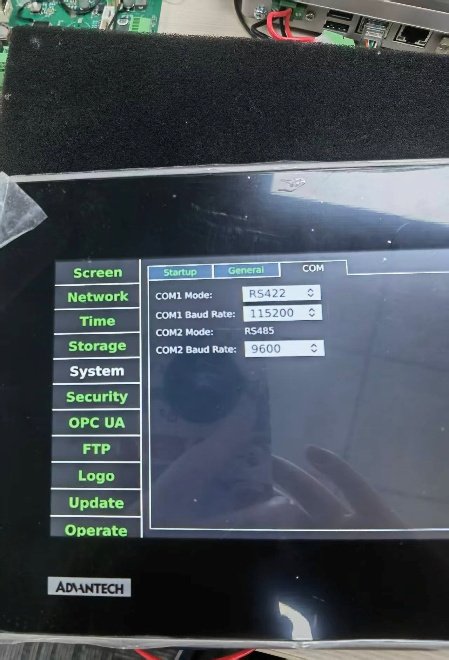 Screen
Network
Time
Storage
System
Security
OPC UA
FTP
Logo
Update
Operate
Startup General COM
COM1 Mode: RS422
COM1 Baud Rate: 115200
COM2 Mode: RS485
COM2 Baud Rate: 9600
ADVANTECH